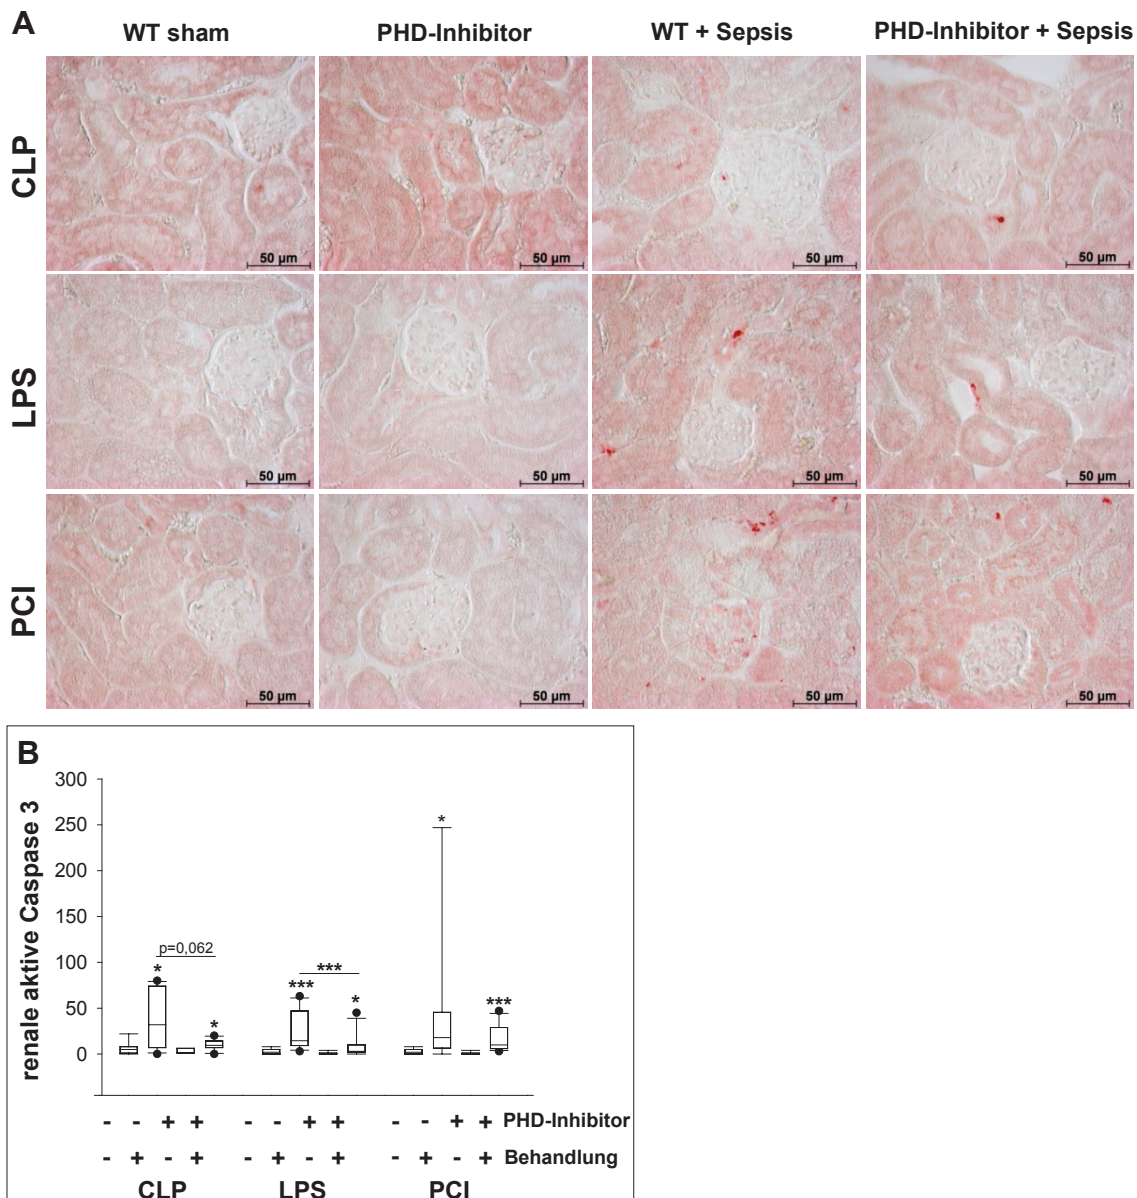 A
WT sham PHD-Inhibitor WT + Sepsis PHD-Inhibitor + Sepsis
CLP
50 µm 50 µm 50 µm 50 µm
LPS
50 µm 50 µm 50 µm 50 µm
PCI
50 µm 50 µm 50 µm 50 µm
B
renale aktive Caspase 3
300
250
200
150
100
50
0
*
p=0,062
*
*
***
***
*
*
***
- - + + - - + + - - + + PHD-Inhibitor
- + - + - + - + - + - + Behandlung
CLP LPS PCI